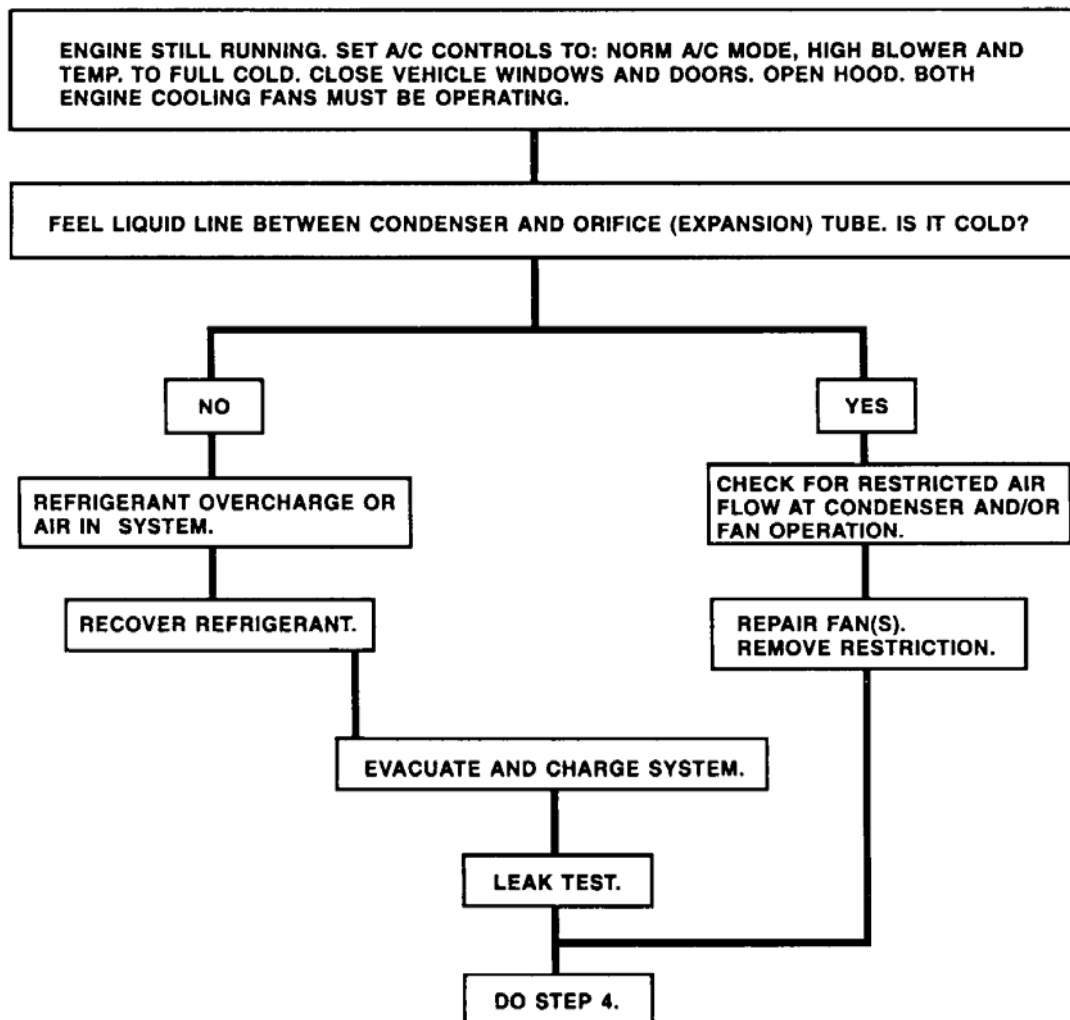 ENGINE STILL RUNNING. SET A/C CONTROLS TO: NORM A/C MODE, HIGH BLOWER AND
TEMP. TO FULL COLD. CLOSE VEHICLE WINDOWS AND DOORS. OPEN HOOD. BOTH
ENGINE COOLING FANS MUST BE OPERATING.
FEEL LIQUID LINE BETWEEN CONDENSER AND ORIFICE (EXPANSION) TUBE. IS IT COLD?
NO
YES
REFRIGERANT OVERCHARGE OR
AIR IN SYSTEM.
CHECK FOR RESTRICTED AIR
FLOW AT CONDENSER AND/OR
FAN OPERATION.
RECOVER REFRIGERANT.
REPAIR FAN(S).
REMOVE RESTRICTION.
EVACUATE AND CHARGE SYSTEM.
LEAK TEST.
DO STEP 4.